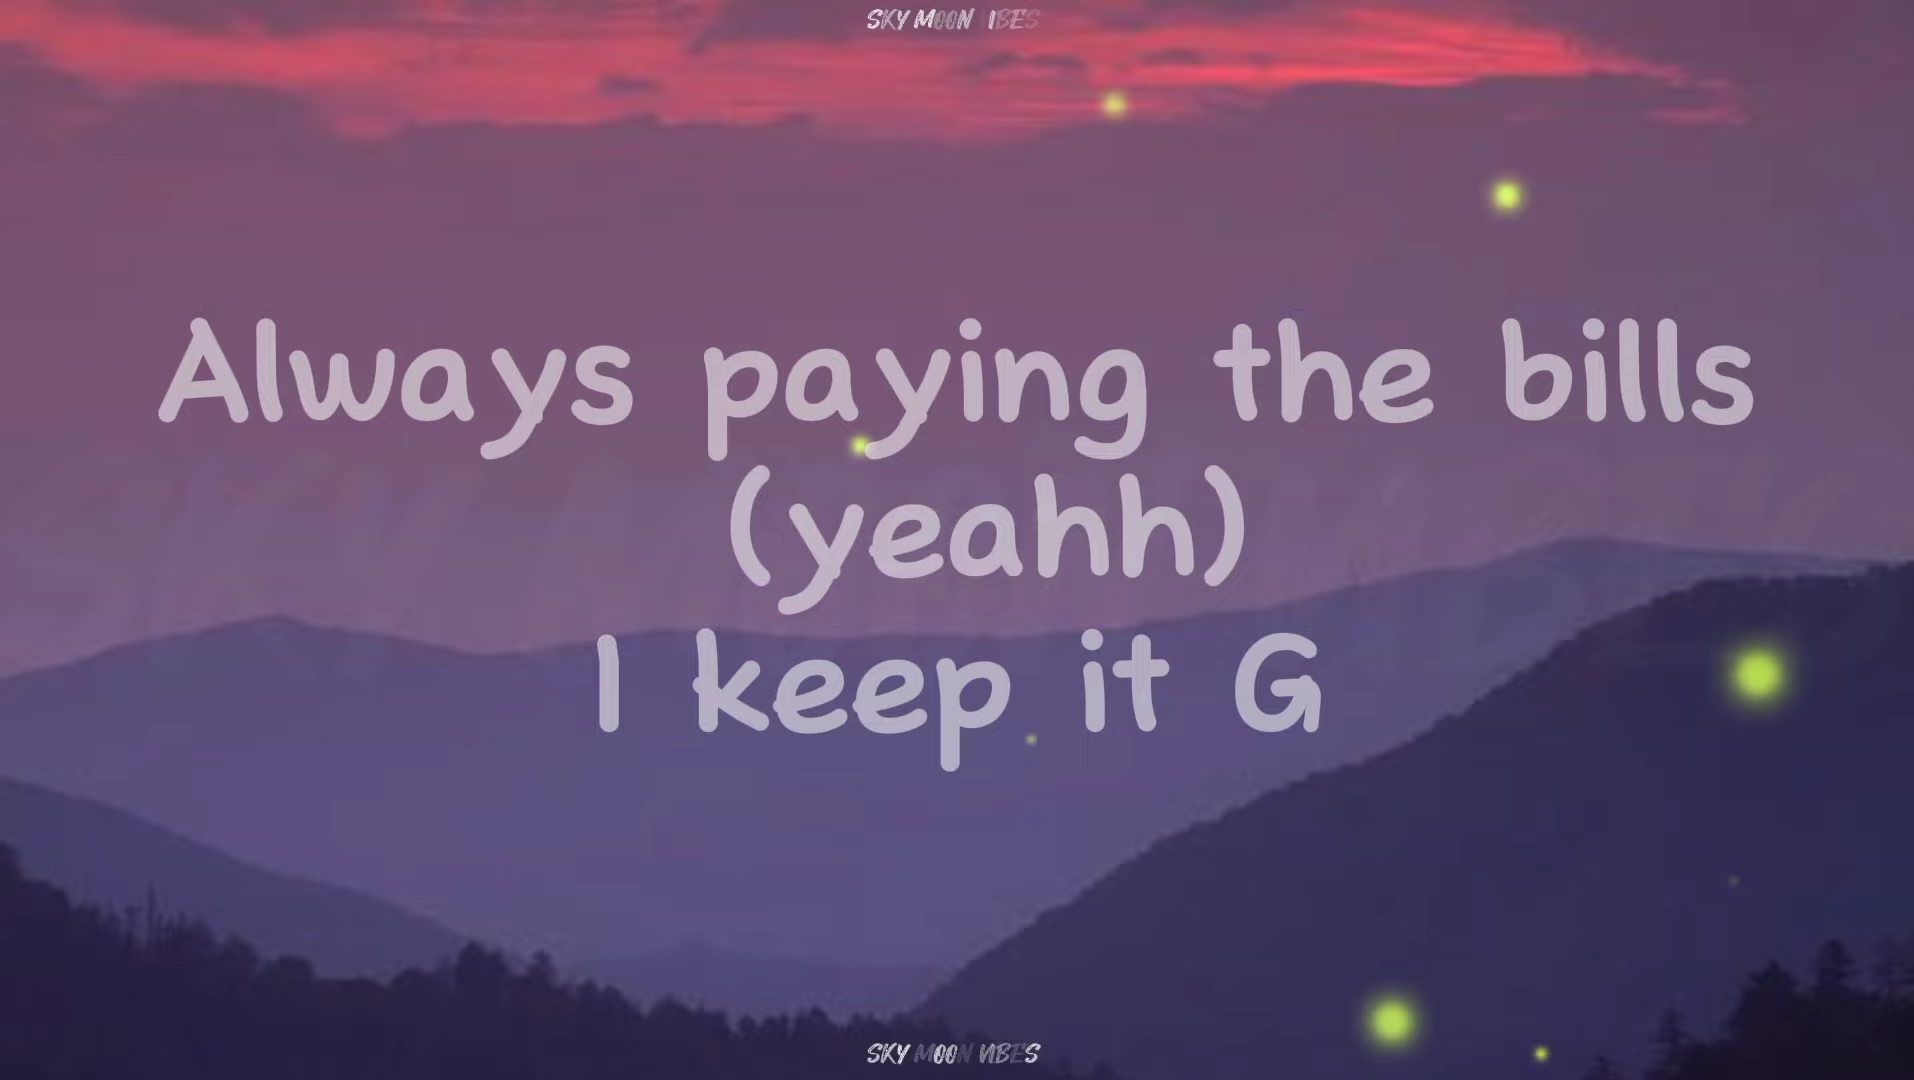 SKY MOON VIBES
Always paying the bills
(yeahh)
I keep it G
SKY MOON VIBES